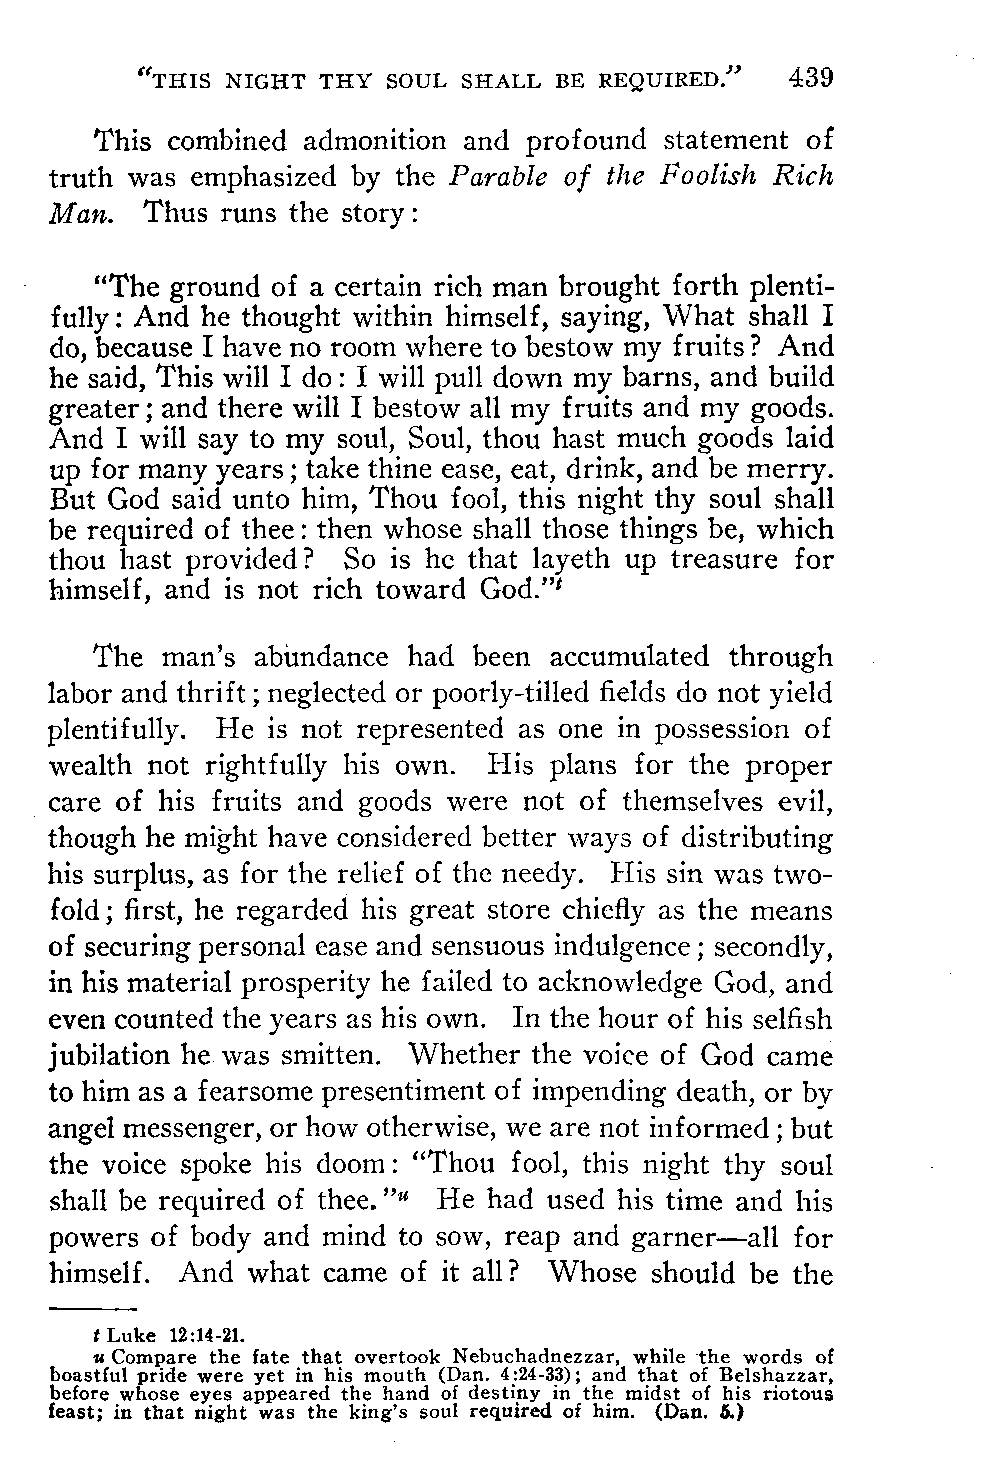 "THIS NIGHT THY SOUL SHALL BE REQUIRED." 439
This combined admonition and profound statement of
truth was emphasized by the Parable of the Foolish Rich
Man. Thus runs the story:
"The ground of a certain rich man brought forth plenti-
fully: And he thought within himself, saying, What shall I
do, because I have no room where to bestow my fruits? And
he said, This will I do: I will pull down my barns, and build
greater; and there will I bestow all my fruits and my goods.
And I will say to my soul, Soul, thou hast much goods laid
up for many years; take thine ease, eat, drink, and be merry.
But God said unto him, Thou fool, this night thy soul shall
be required of thee: then whose shall those things be, which
thou hast provided? So is he that layeth up treasure for
himself, and is not rich toward God."t
The man's abundance had been accumulated through
labor and thrift; neglected or poorly-tilled fields do not yield
plentifully. He is not represented as one in possession of
wealth not rightfully his own. His plans for the proper
care of his fruits and goods were not of themselves evil,
though he might have considered better ways of distributing
his surplus, as for the relief of the needy. His sin was two-
fold; first, he regarded his great store chiefly as the means
of securing personal ease and sensuous indulgence; secondly,
in his material prosperity he failed to acknowledge God, and
even counted the years as his own. In the hour of his selfish
jubilation he was smitten. Whether the voice of God came
to him as a fearsome presentiment of impending death, or by
angel messenger, or how otherwise, we are not informed; but
the voice spoke his doom: "Thou fool, this night thy soul
shall be required of thee."u He had used his time and his
powers of body and mind to sow, reap and garner—all for
himself. And what came of it all? Whose should be the
t Luke 12:14-21.
u Compare the fate that overtook Nebuchadnezzar, while the words of
boastful pride were yet in his mouth (Dan. 4:24-33); and that of Belshazzar,
before whose eyes appeared the hand of destiny in the midst of his riotous
feast; in that night was the king's soul required of him. (Dan. 5.)